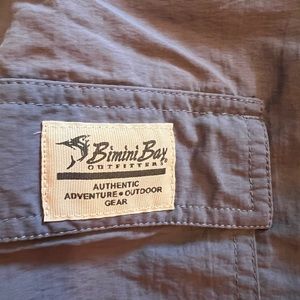 Bimini Bay
OUTFITTERS
AUTHENTIC
ADVENTURE • OUTDOOR
GEAR